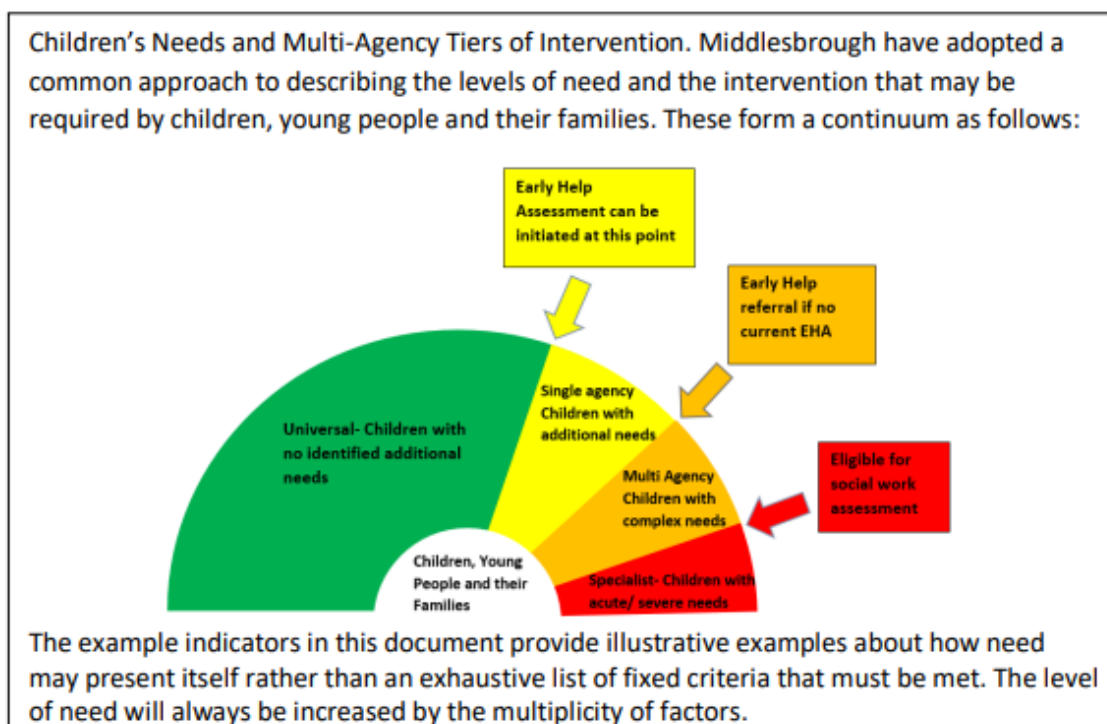 Children's Needs and Multi-Agency Tiers of Intervention. Middlesbrough have adopted a
common approach to describing the levels of need and the intervention that may be
required by children, young people and their families. These form a continuum as follows:
Early Help
Assessment can be
initiated at this point
Early Help
referral if no
current EHA
Single agency
Children with
additional needs
Universal- Children with
no identified additional
needs
Eligible for
social work
assessment
Multi Agency
Children with
complex needs
Children, Young
People and their
Families
Specialist- Children with
acute/ severe needs
The example indicators in this document provide illustrative examples about how need
may present itself rather than an exhaustive list of fixed criteria that must be met. The level
of need will always be increased by the multiplicity of factors.